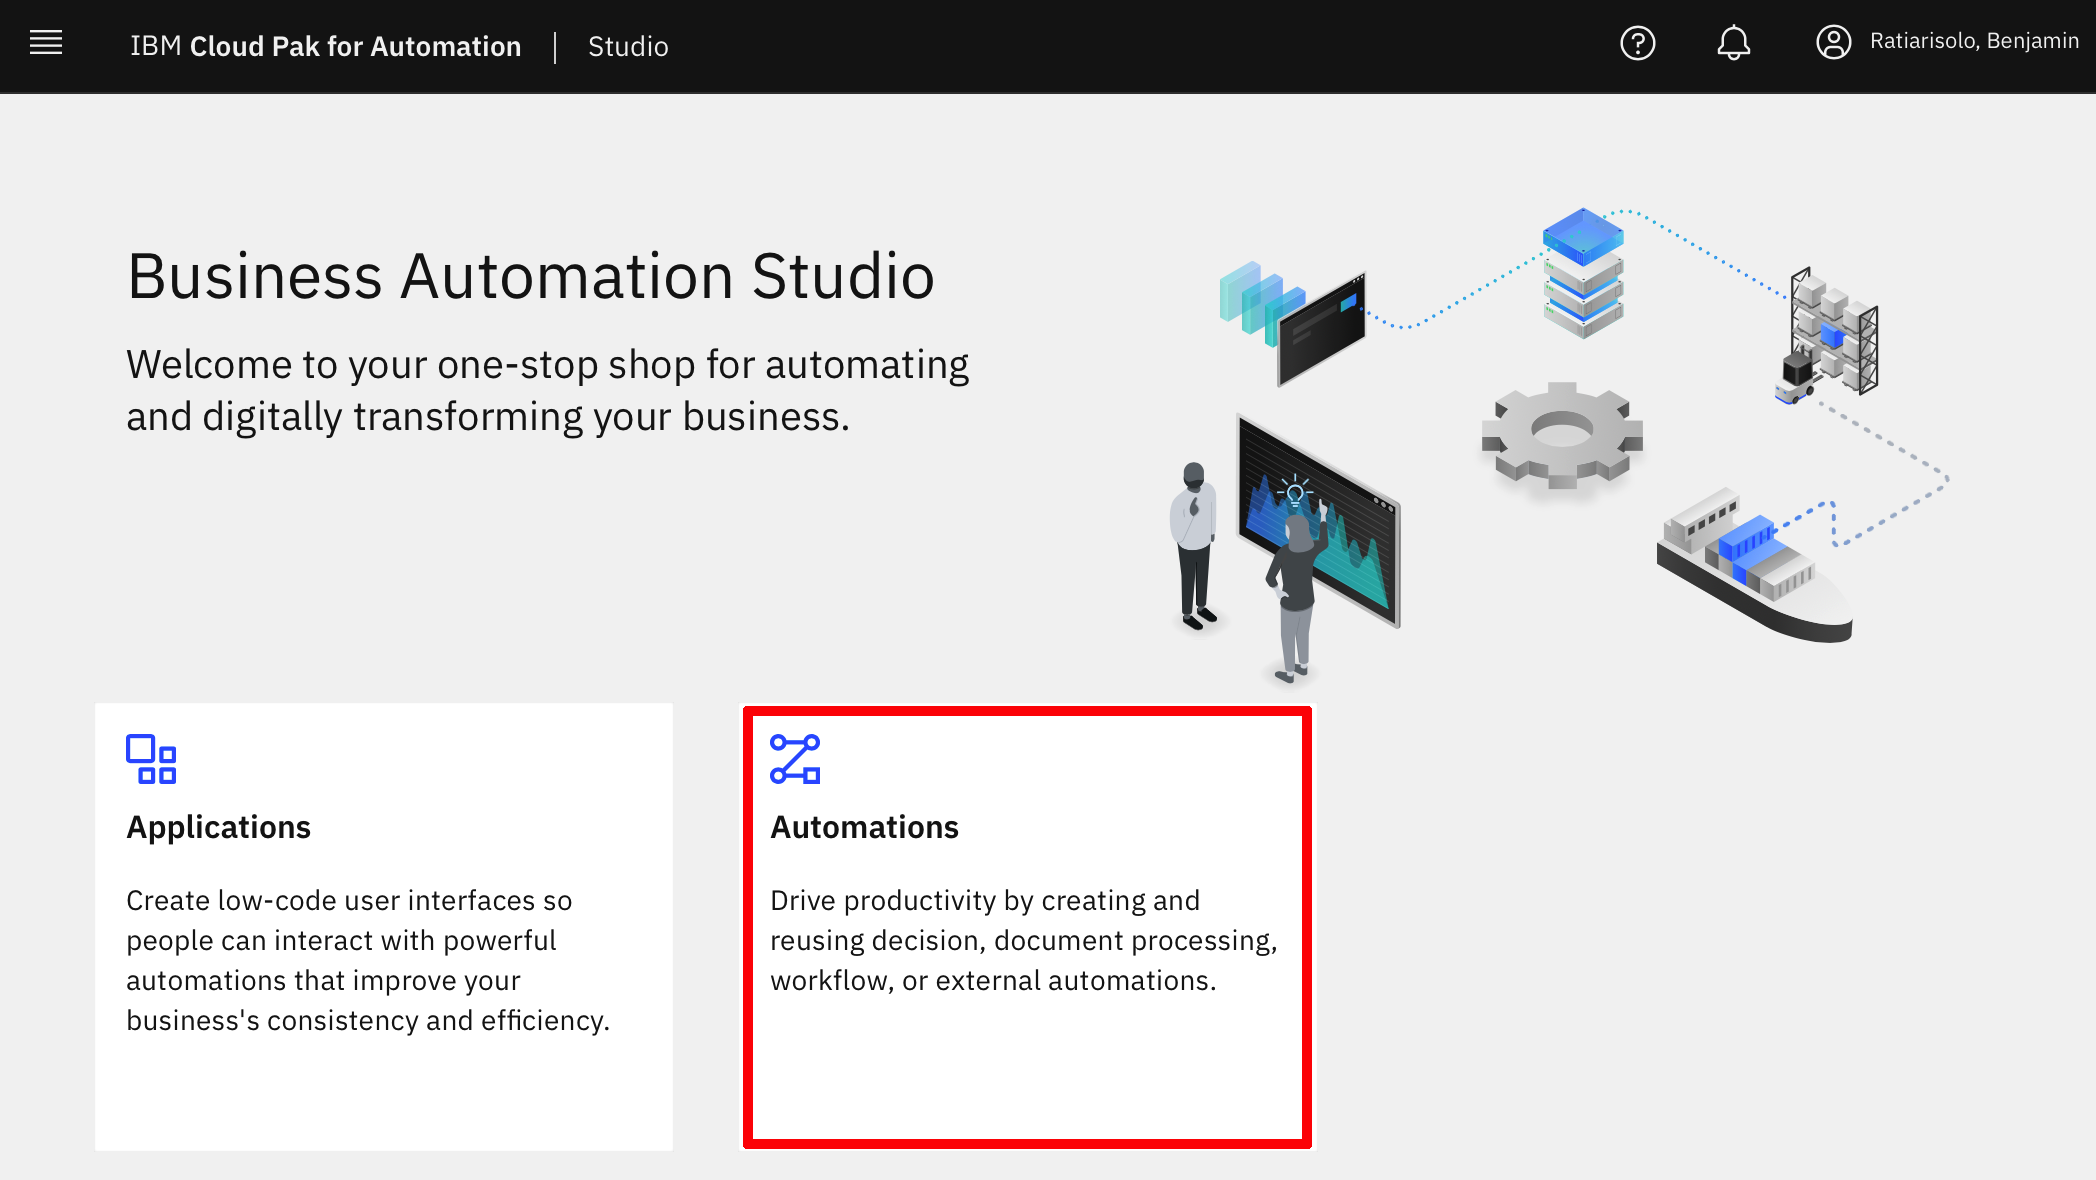 IBM Cloud Pak for Automation | Studio
Ratiarisolo, Benjamin
Business Automation Studio
Welcome to your one-stop shop for automating
and digitally transforming your business.
Applications
Create low-code user interfaces so
people can interact with powerful
automations that improve your
business's consistency and efficiency.
Automations
Drive productivity by creating and
reusing decision, document processing,
workflow, or external automations.